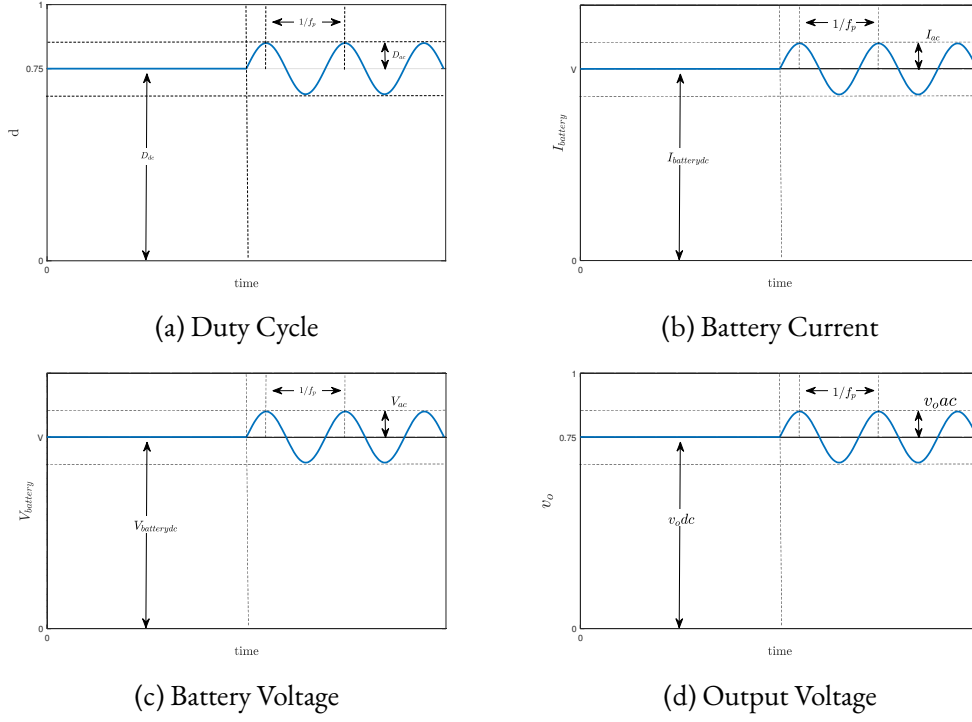 1
1/f_p
D_ac
0.75
d
D_dc
0
0
time
(a) Duty Cycle
1/f_p
I_ac
V
I_battery
I_batterydc
0
time
(b) Battery Current
1/f_p
V_ac
V
V_battery
V_batterydc
0
0
time
(c) Battery Voltage
1
1/f_p
v_oac
0.75
v_o
v_odc
0
time
(d) Output Voltage